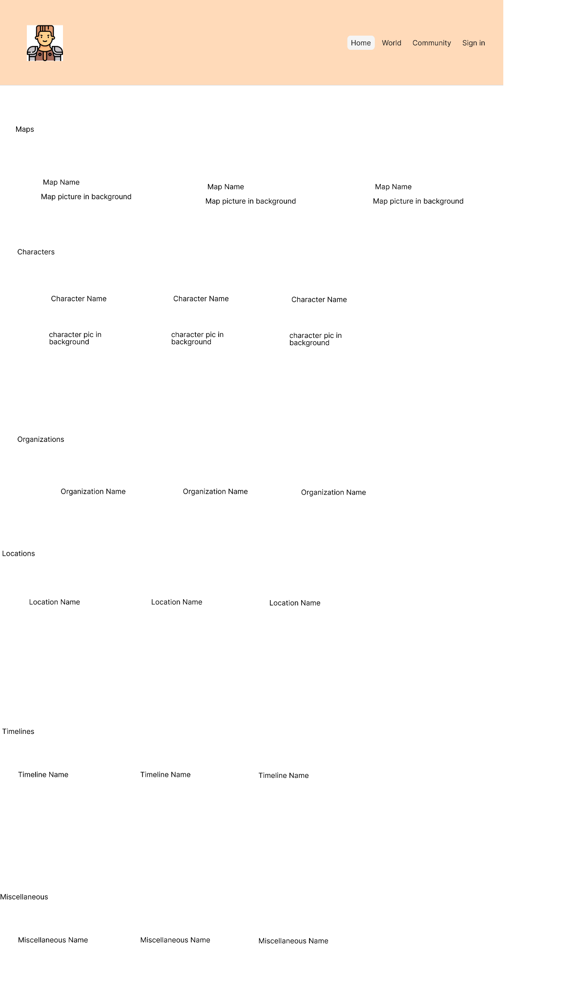 Home World Community Sign in
Maps
Map Name
Map picture in background
Map Name
Map picture in background
Map Name
Map picture in background
Characters
Character Name
character pic in
background
Character Name
character pic in
background
Character Name
character pic in
background
Organizations
Organization Name
Organization Name
Organization Name
Locations
Location Name
Location Name
Location Name
Timelines
Timeline Name
Timeline Name
Timeline Name
Miscellaneous
Miscellaneous Name
Miscellaneous Name
Miscellaneous Name